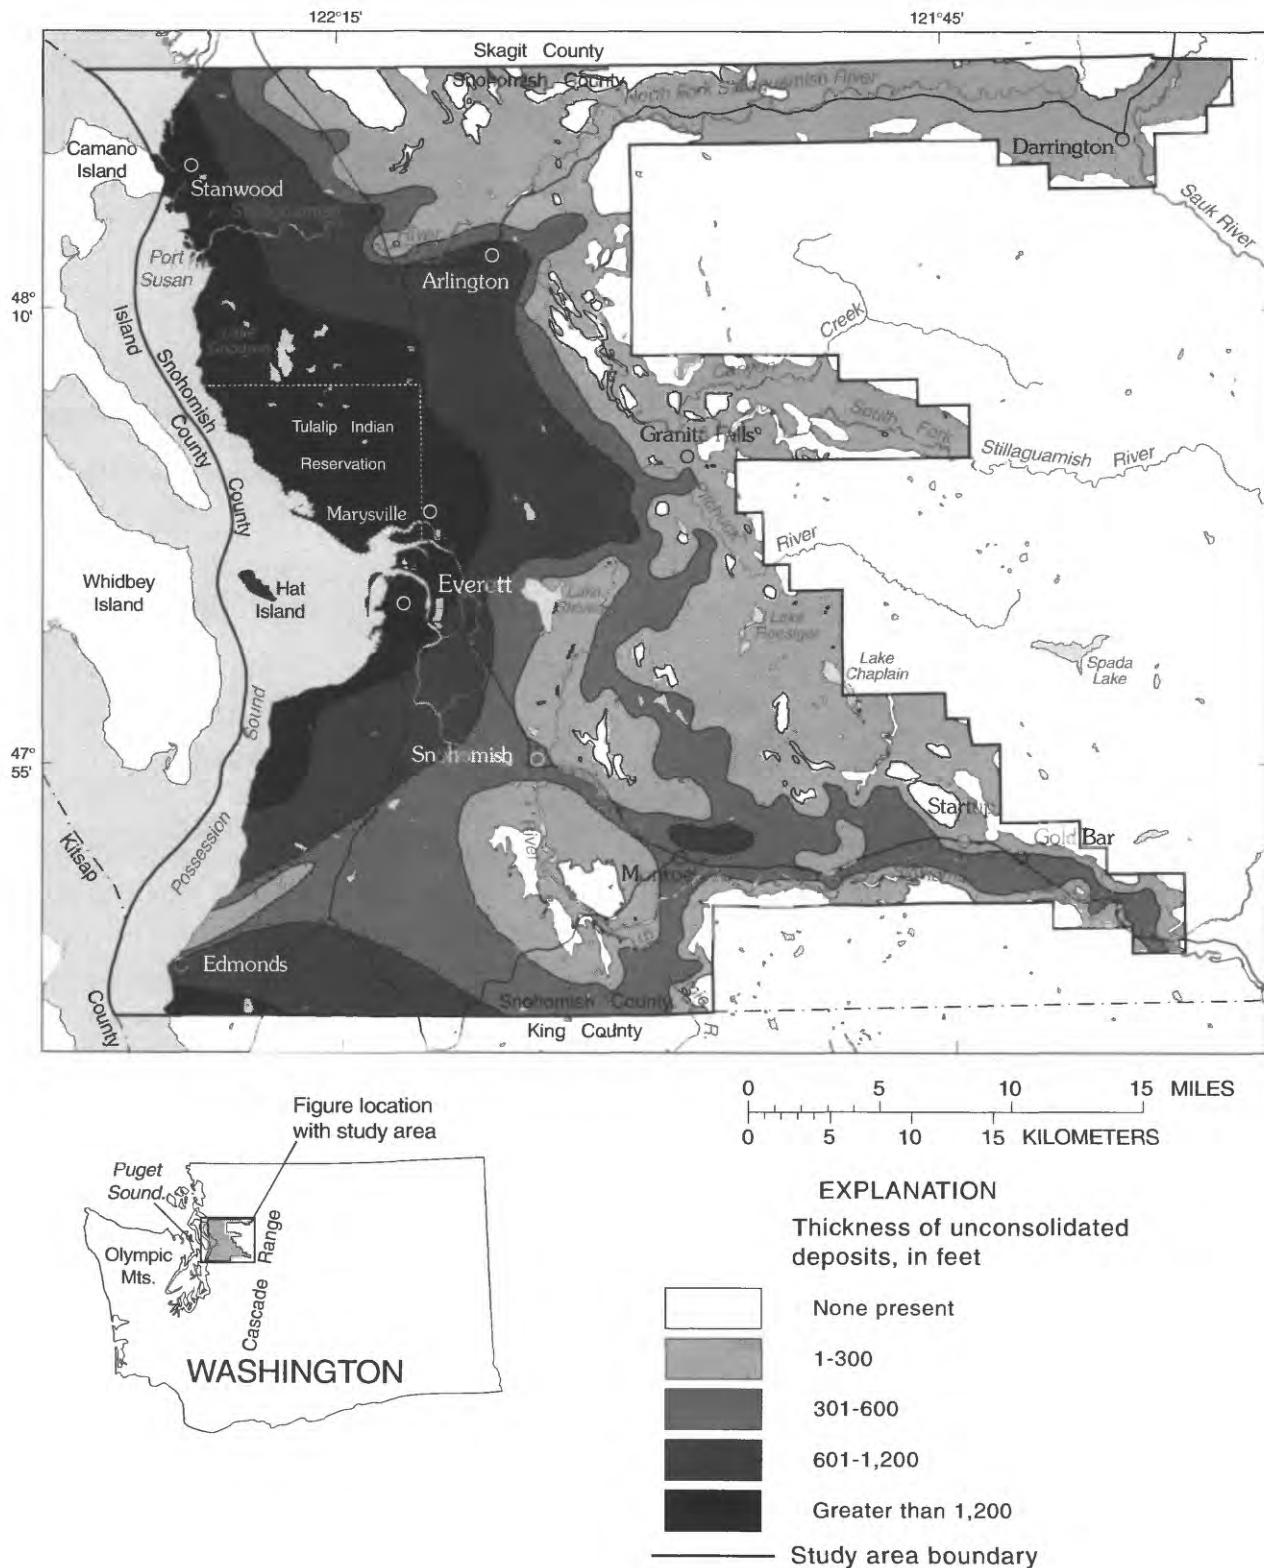 122°15'
121°45'
Skagit County
Snohomish County
North Fork Stillaguamish River
Camano
Island
Darrington
Stanwood
Stillaguamish
River
Sauk River
Port
Susan
Arlington
48°
10'
Island
Snohomish
County
County
Lake
Goodwin
Creek
Canyon
Tulalip Indian
Reservation
Granite Falls
South Fork
Stillaguamish River
Marysville
Pilchuck
River
Everett
Whidbey
Island
Hat
Island
Lake
Stevens
Lake
Roesiger
Lake
Chaplain
Spada
Lake
Sound
Snohomish
47°
55'
Possession
Kitsap
County
River
Startup
Gold Bar
Monroe
Edmonds
Snohomish County
King County
R.
0 5 10 15 MILES
0 5 10 15 KILOMETERS
Figure location
with study area
Puget
Sound
Olympic
Mts.
Cascade Range
WASHINGTON
EXPLANATION
Thickness of unconsolidated
deposits, in feet
None present
1-300
301-600
601-1,200
Greater than 1,200
Study area boundary